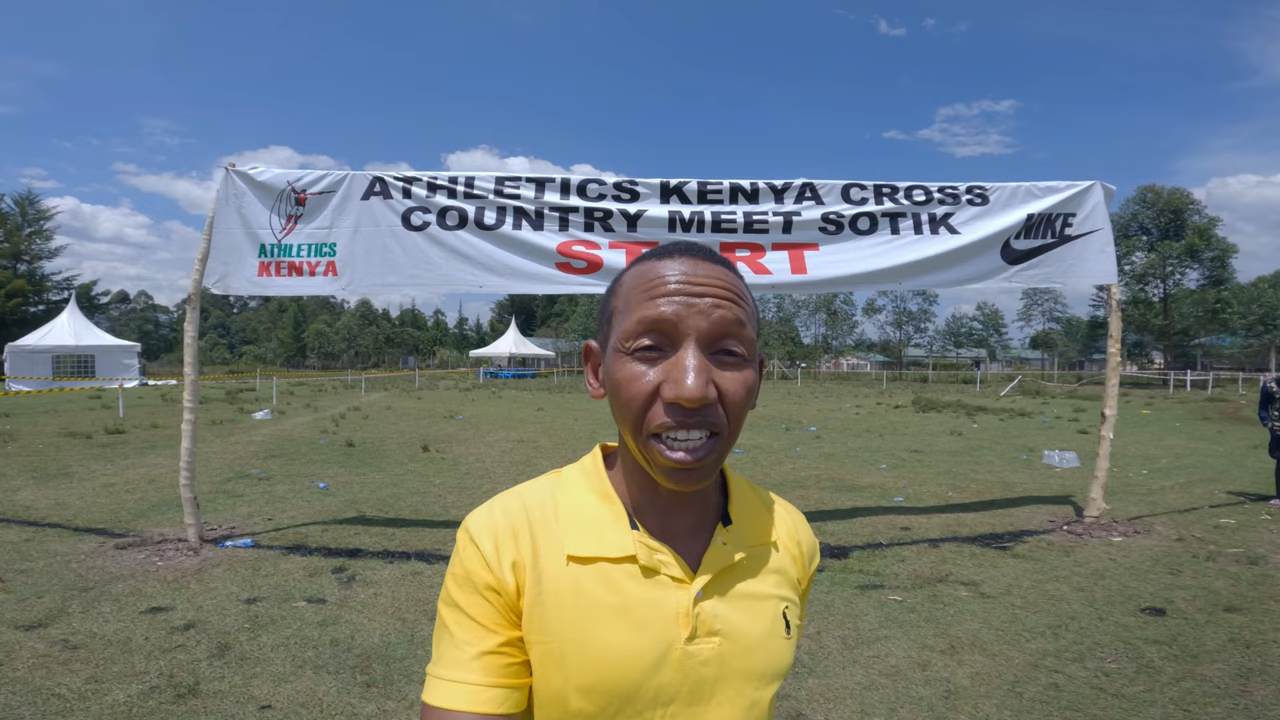 ATHLETICS KENYA CROSS
COUNTRY MEET SOTIK
START
ATHLETICS
KENYA
NIKE